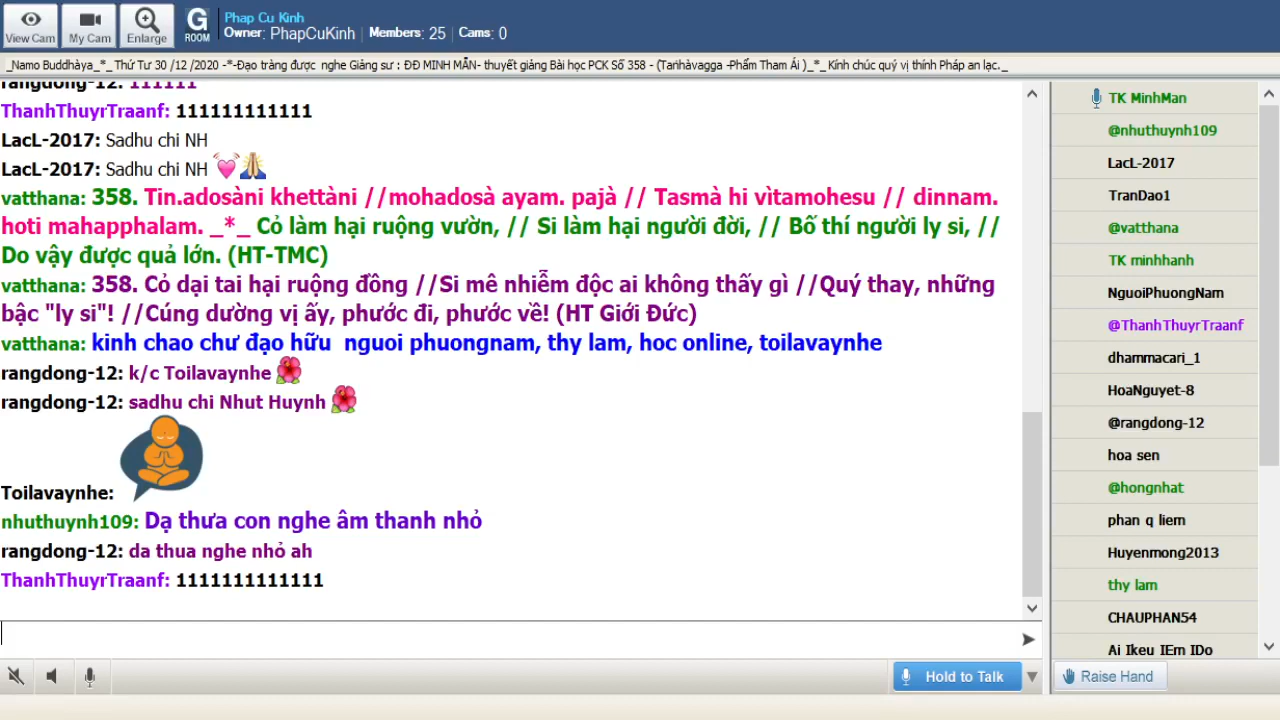 View Cam
My Cam
Enlarge
G
ROOM
Phap Cu Kinh
Owner: PhapCuKinh | Members: 25 | Cams: 0
_Namo Buddhàya_*_ Thứ Tư 30 /12 /2020 -*-Đạo tràng được nghe Giảng sư : ĐĐ MINH MẪN- thuyết giảng Bài học PCK Số 358 - (Taṅhàvagga -Phẩm Tham Ái )_*_ Kính chúc quý vị thính Pháp an lạc._
rangdong-12: 111111
ThanhThuyrTraanf: 111111111111
LacL-2017: Sadhu chi NH
LacL-2017: Sadhu chi NH
vatthana: 358. Tin.adosàni khettàni //mohadosà ayam. pajà // Tasmà hi vìtamohesu // dinnam.
hoti mahapphalam. _*_ Cỏ làm hại ruộng vườn, // Si làm hại người đời, // Bố thí người ly si, //
Do vậy được quả lớn. (HT-TMC)
vatthana: 358. Cỏ dại tai hại ruộng đồng //Si mê nhiễm độc ai không thấy gì //Quý thay, những
bậc "ly si"! //Cúng dường vị ấy, phước đi, phước về! (HT Giới Đức)
vatthana: kinh chao chư đạo hữu nguoi phuongnam, thy lam, hoc online, toilavaynhe
rangdong-12: k/c Toilavaynhe
rangdong-12: sadhu chi Nhut Huynh
Toilavaynhe:
nhuthuynh109: Dạ thưa con nghe âm thanh nhỏ
rangdong-12: da thua nghe nhỏ ah
ThanhThuyrTraanf: 1111111111111
TK MinhMan
@nhuthuynh109
LacL-2017
TranDao1
@vatthana
TK minhhanh
NguoiPhuongNam
@ThanhThuyrTraanf
dhammacari_1
HoaNguyet-8
@rangdong-12
hoa sen
@hongnhat
phan q liem
Huyenmong2013
thy lam
CHAUPHAN54
Ai Ikeu IEm IDo
Hold to Talk
Raise Hand